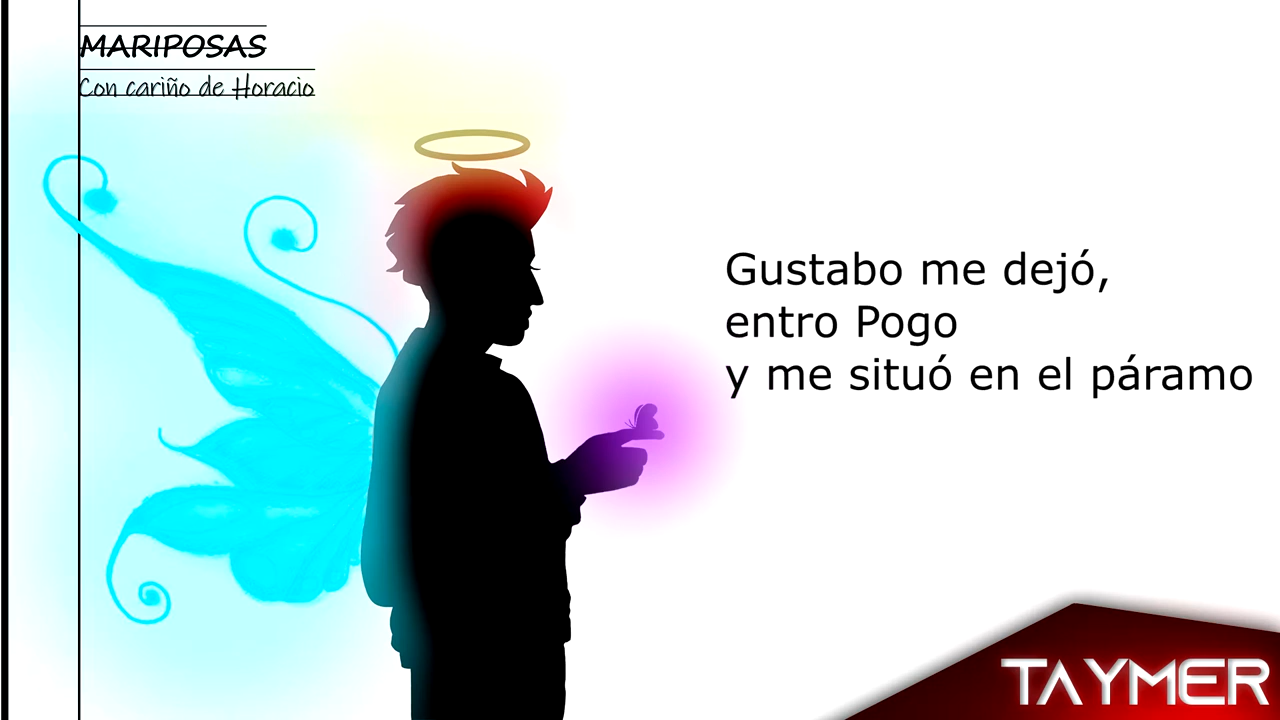 MARIPOSAS
Con cariño de Horacio
Gustabo me dejó,
entro Pogo
y me situó en el páramo
TAYMER